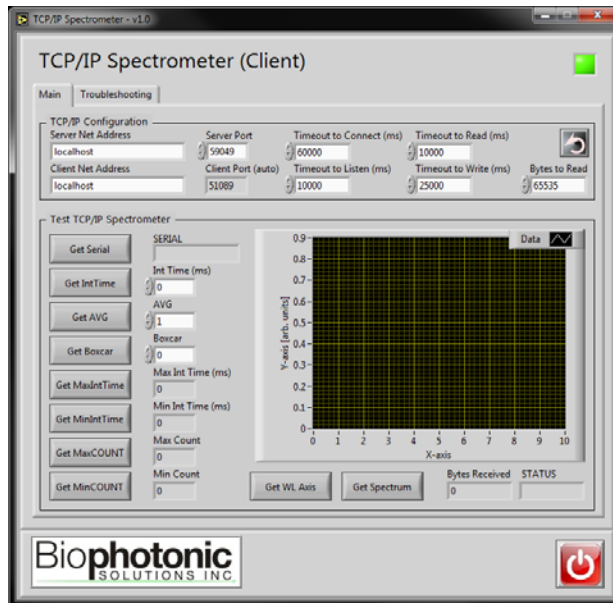 TCP/IP Spectrometer - v1.0
TCP/IP Spectrometer (Client)
Main Troubleshooting
TCP/IP Configuration
Server Net Address Server Port Timeout to Connect (ms) Timeout to Read (ms)
localhost 59049 60000 10000
Client Net Address Client Port (auto) Timeout to Listen (ms) Timeout to Write (ms) Bytes to Read
localhost 51089 10000 25000 65535
Test TCP/IP Spectrometer
Get Serial SERIAL
Get IntTime Int Time (ms) 0
Get AVG AVG 1
Get Boxcar Boxcar 0
Get MaxIntTime Max Int Time (ms) 0
Get MinIntTime Min Int Time (ms) 0
Get MaxCOUNT Max Count 0
Get MinCOUNT Min Count 0
Data
Y-axis [arb. units]
0.9
0.8
0.7
0.6
0.5
0.4
0.3
0.2
0.1
0
0 1 2 3 4 5 6 7 8 9 10
X-axis
Get WL Axis Get Spectrum Bytes Received 0 STATUS
Biophotonic
SOLUTIONS INC.